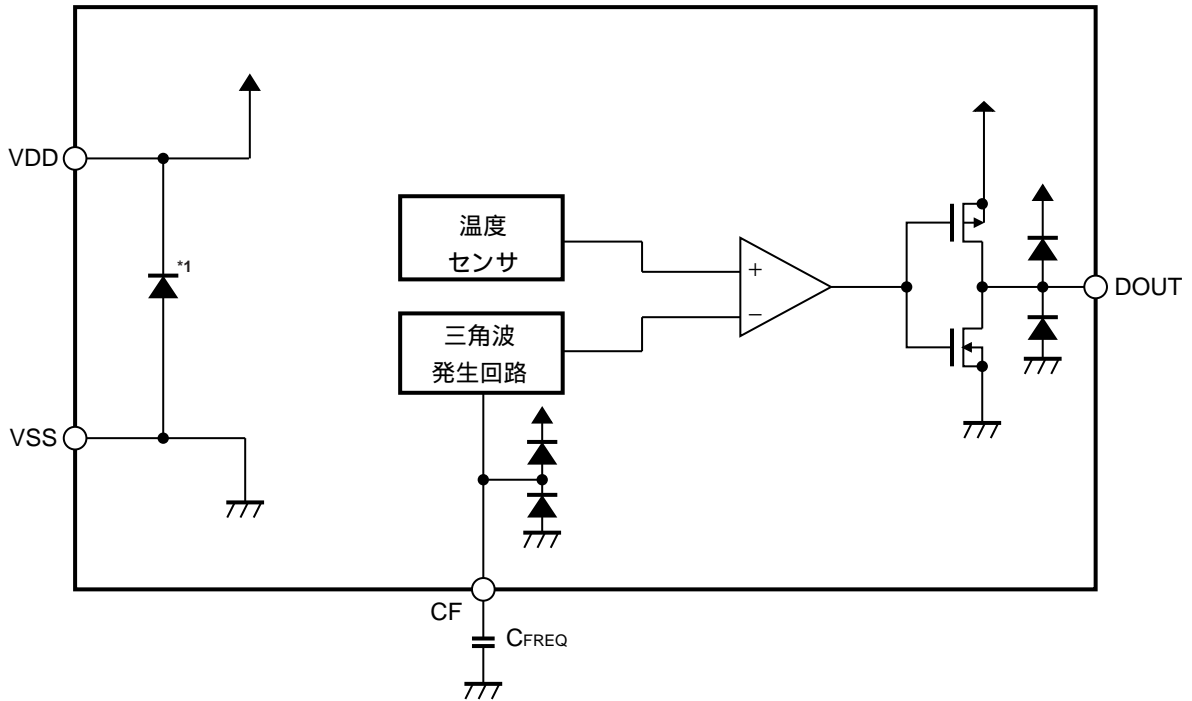 VDD
*1
温度
センサ
+
−
DOUT
三角波
発生回路
VSS
CF
CFREQ